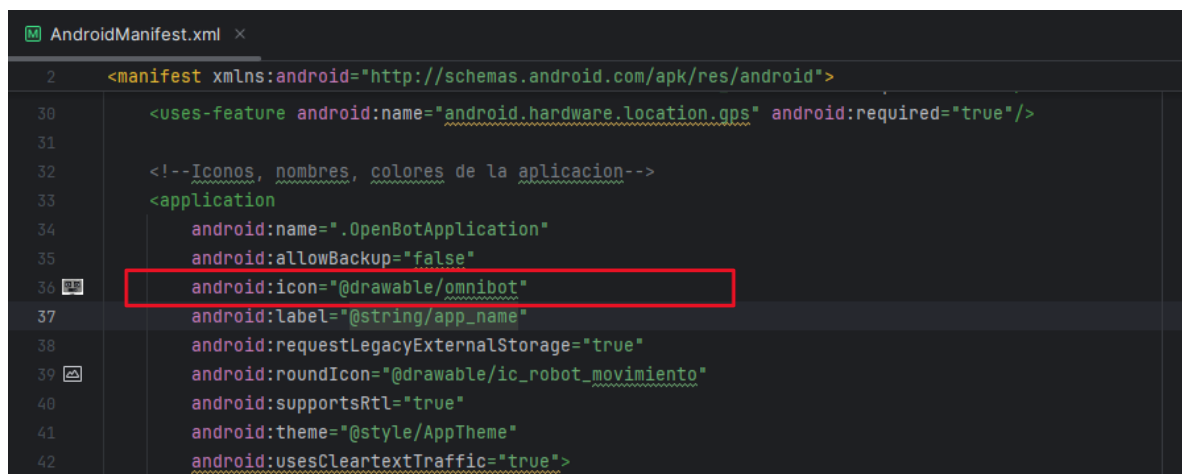 AndroidManifest.xml ×
2 <manifest xmlns:android="http://schemas.android.com/apk/res/android">
30 <uses-feature android:name="android.hardware.location.gps" android:required="true"/>
31
32 <!--Iconos, nombres, colores de la aplicacion-->
33 <application
34 android:name=".OpenBotApplication"
35 android:allowBackup="false"
36 android:icon="@drawable/omnibot"
37 android:label="@string/app_name"
38 android:requestLegacyExternalStorage="true"
39 android:roundIcon="@drawable/ic_robot_movimiento"
40 android:supportsRtl="true"
41 android:theme="@style/AppTheme"
42 android:usesCleartextTraffic="true">